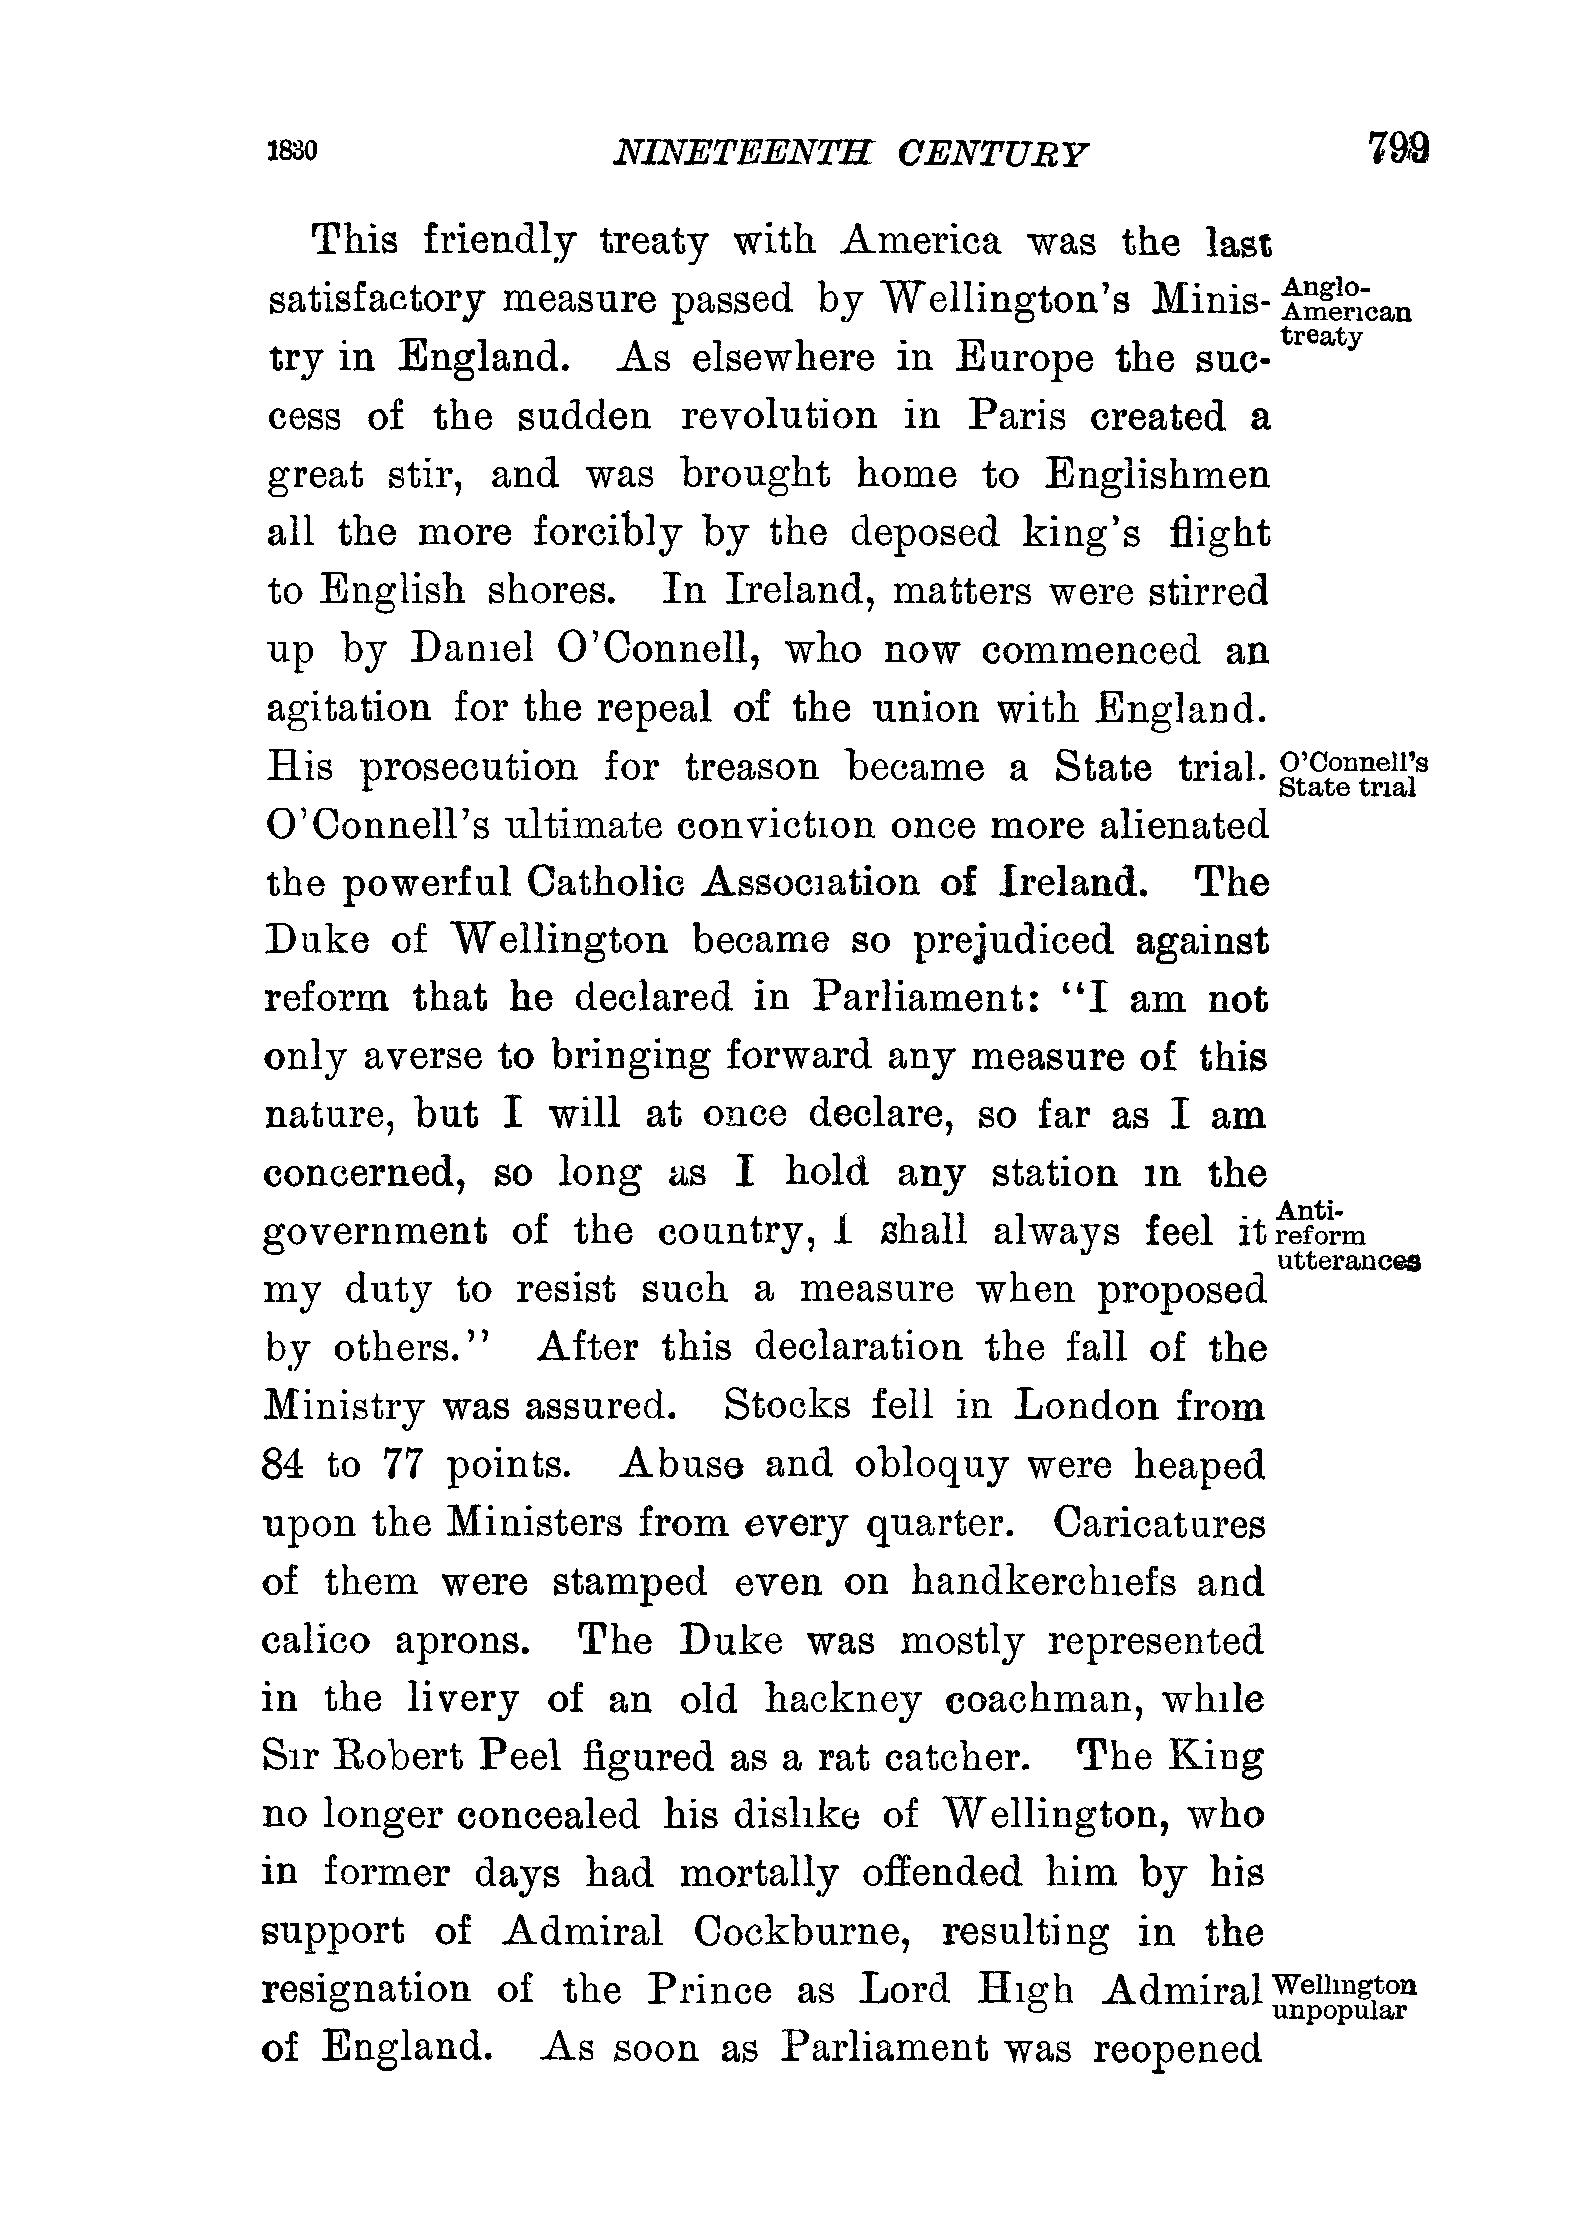 1830 NINETEENTH CENTURY 799
This friendly treaty with America was the last
satisfactory measure passed by Wellington's Minis-
Anglo-
American
treaty
try in England. As elsewhere in Europe the suc-
cess of the sudden revolution in Paris created a
great stir, and was brought home to Englishmen
all the more forcibly by the deposed king's flight
to English shores. In Ireland, matters were stirred
up by Daniel O'Connell, who now commenced an
agitation for the repeal of the union with England.
His prosecution for treason became a State trial.
O'Connell's
State trial
O'Connell's ultimate conviction once more alienated
the powerful Catholic Association of Ireland. The
Duke of Wellington became so prejudiced against
reform that he declared in Parliament: "I am not
only averse to bringing forward any measure of this
nature, but I will at once declare, so far as I am
concerned, so long as I hold any station in the
government of the country, I shall always feel it
Anti-
reform
utterances
my duty to resist such a measure when proposed
by others." After this declaration the fall of the
Ministry was assured. Stocks fell in London from
84 to 77 points. Abuse and obloquy were heaped
upon the Ministers from every quarter. Caricatures
of them were stamped even on handkerchiefs and
calico aprons. The Duke was mostly represented
in the livery of an old hackney coachman, while
Sir Robert Peel figured as a rat catcher. The King
no longer concealed his dislike of Wellington, who
in former days had mortally offended him by his
support of Admiral Cockburne, resulting in the
resignation of the Prince as Lord High Admiral
Wellington
unpopular
of England. As soon as Parliament was reopened